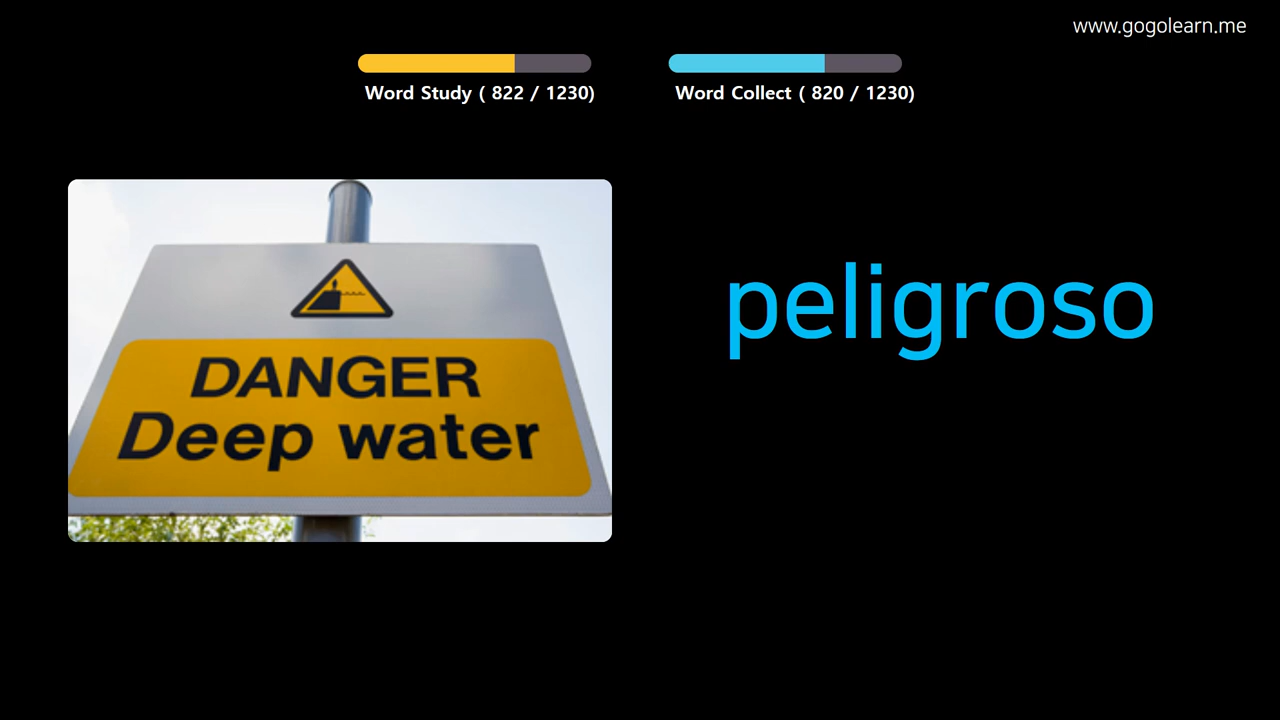 www.gogolearn.me
Word Study ( 822 / 1230)
Word Collect ( 820 / 1230)
DANGER
Deep water
peligroso